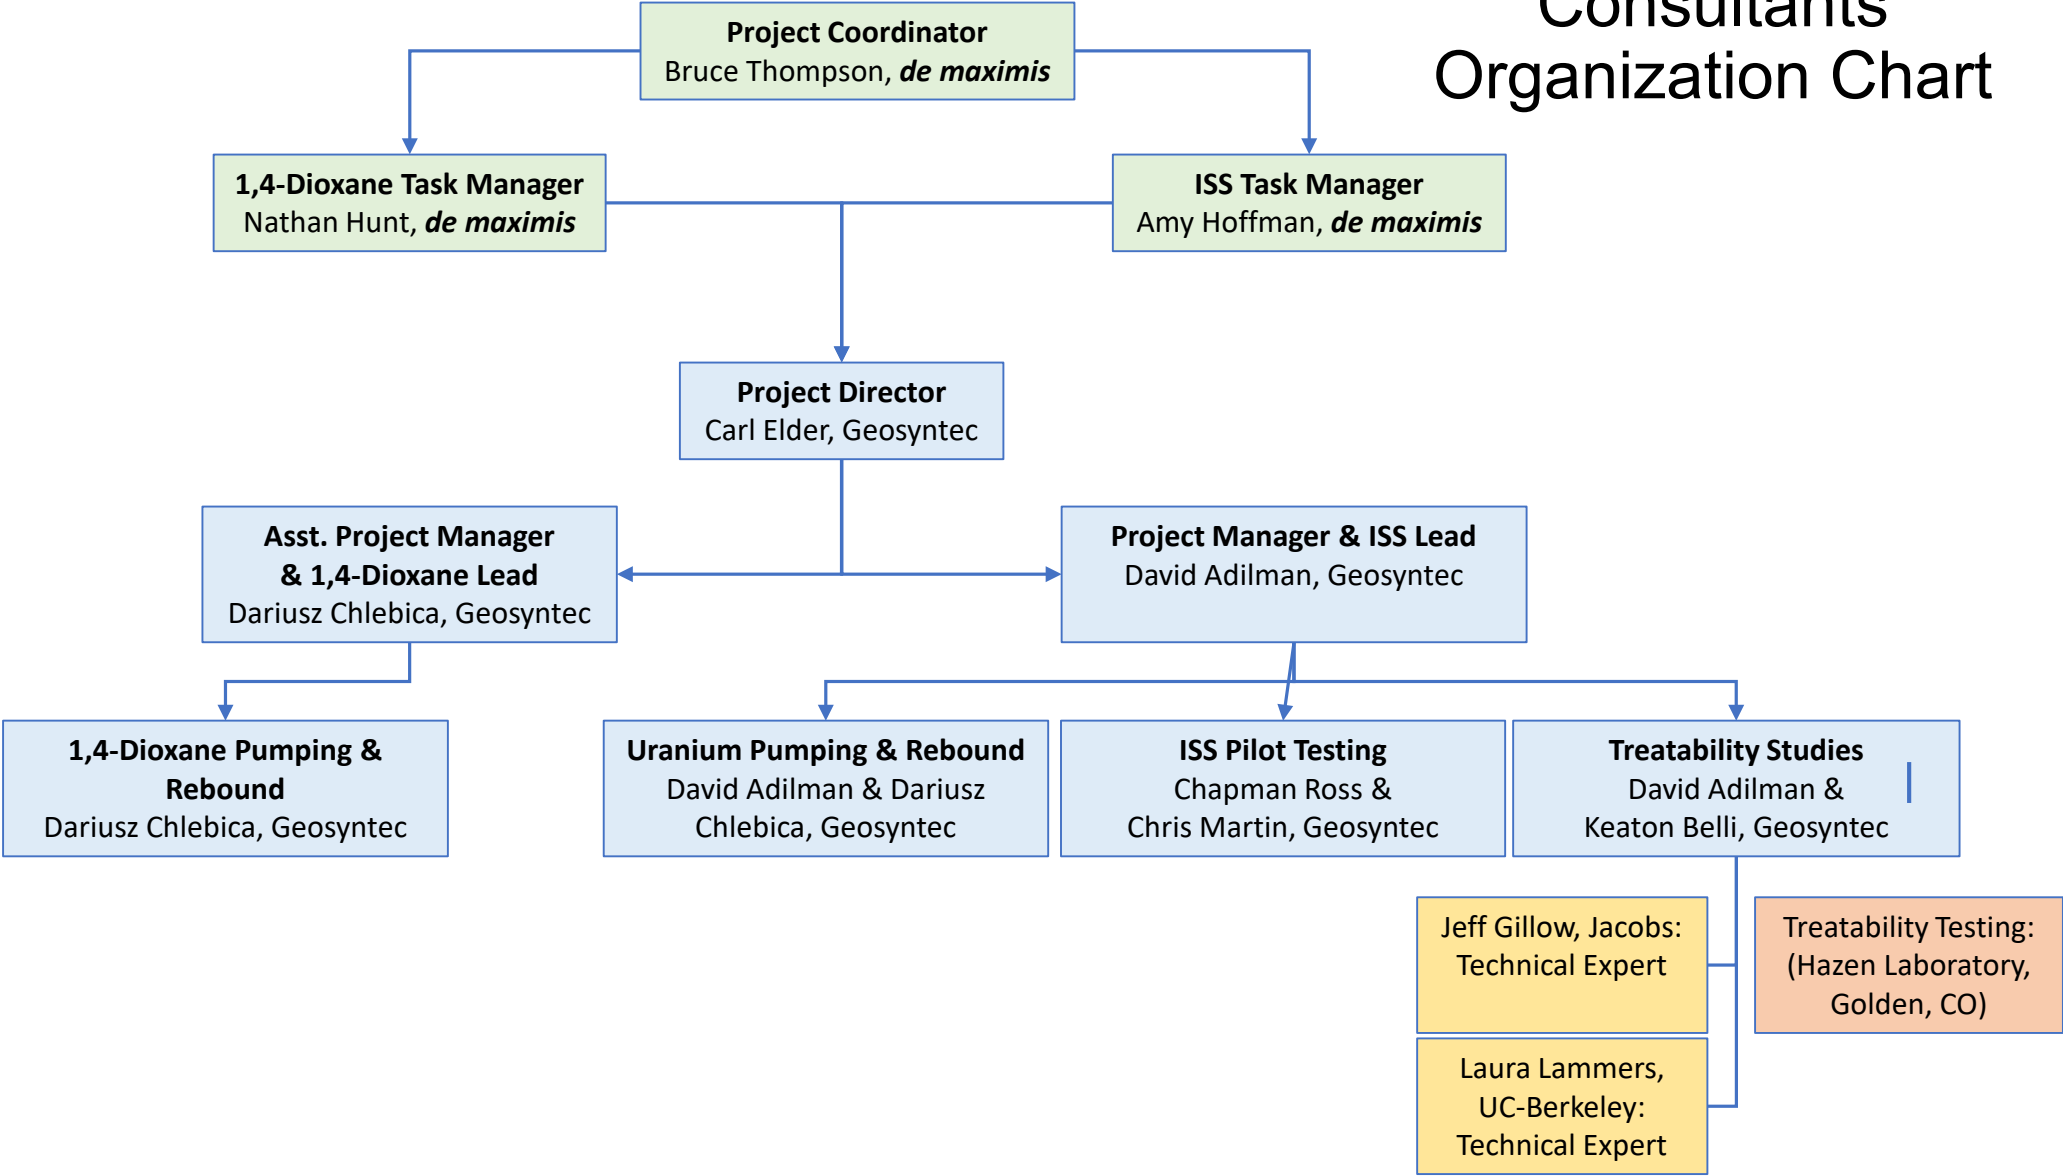 Consultants
Organization Chart
Project Coordinator
Bruce Thompson, de maximis
1,4-Dioxane Task Manager
Nathan Hunt, de maximis
ISS Task Manager
Amy Hoffman, de maximis
Project Director
Carl Elder, Geosyntec
Asst. Project Manager
& 1,4-Dioxane Lead
Dariusz Chlebica, Geosyntec
Project Manager & ISS Lead
David Adilman, Geosyntec
1,4-Dioxane Pumping &
Rebound
Dariusz Chlebica, Geosyntec
Uranium Pumping & Rebound
David Adilman & Dariusz
Chlebica, Geosyntec
ISS Pilot Testing
Chapman Ross &
Chris Martin, Geosyntec
Treatability Studies
David Adilman &
Keaton Belli, Geosyntec
Jeff Gillow, Jacobs:
Technical Expert
Treatability Testing:
(Hazen Laboratory,
Golden, CO)
Laura Lammers,
UC-Berkeley:
Technical Expert